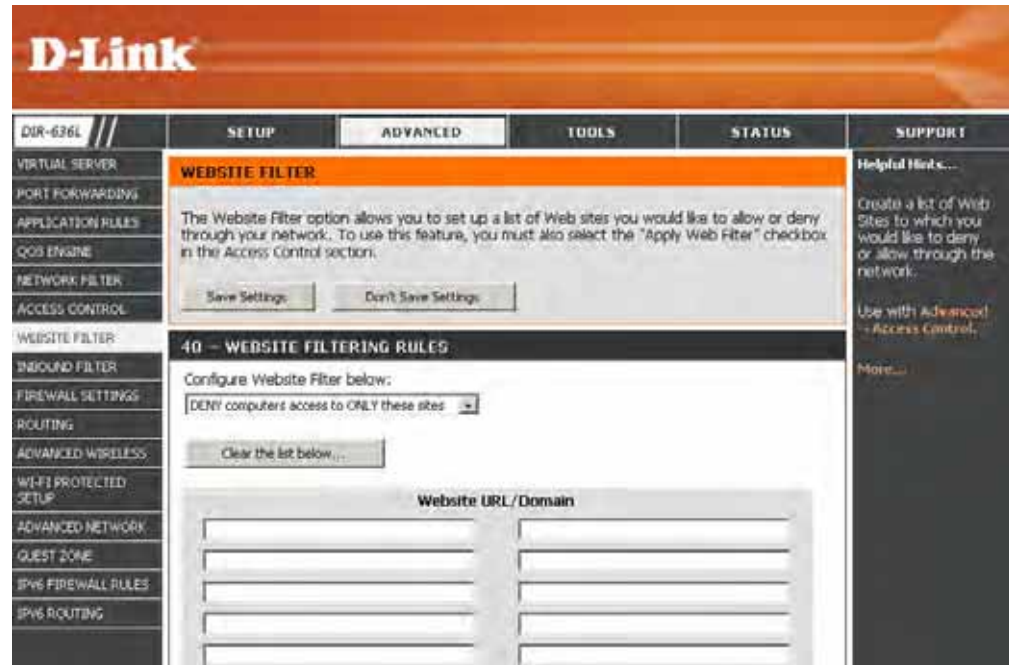 D-Link
DIR-636L
SETUP
ADVANCED
TOOLS
STATUS
SUPPORT
VIRTUAL SERVER
PORT FORWARDING
APPLICATION RULES
QOS ENGINE
NETWORK FILTER
ACCESS CONTROL
WEBSITE FILTER
INBOUND FILTER
FIREWALL SETTINGS
ROUTING
ADVANCED WIRELESS
WI-FI PROTECTED
SETUP
ADVANCED NETWORK
GUEST ZONE
IPV6 FIREWALL RULES
IPV6 ROUTING
WEBSITE FILTER
The Website Filter option allows you to set up a list of Web sites you would like to allow or deny
through your network. To use this feature, you must also select the "Apply Web Filter" checkbox
in the Access Control section.
Save Settings
Don't Save Settings
40 – WEBSITE FILTERING RULES
Configure Website Filter below:
DENY computers access to ONLY these sites
Clear the list below...
Website URL/Domain
Helpful Hints...
Create a list of Web
Sites to which you
would like to deny
or allow through the
network.
Use with Advanced
→ Access Control.
More...